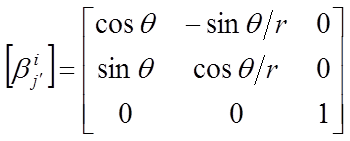 [β^i_{j'}] = [cos θ  − sin θ/r  0
sin θ  cos θ/r  0
0  0  1]